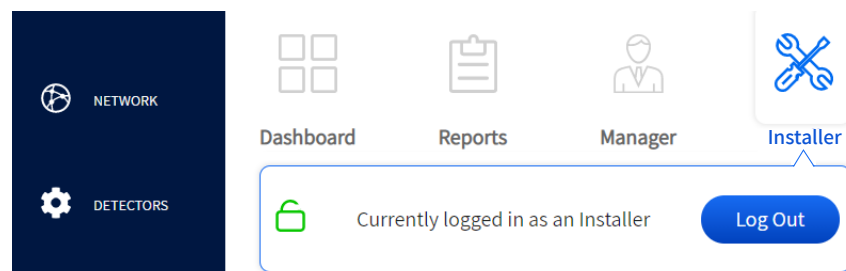 NETWORK
DETECTORS
Dashboard Reports Manager Installer
Currently logged in as an Installer Log Out